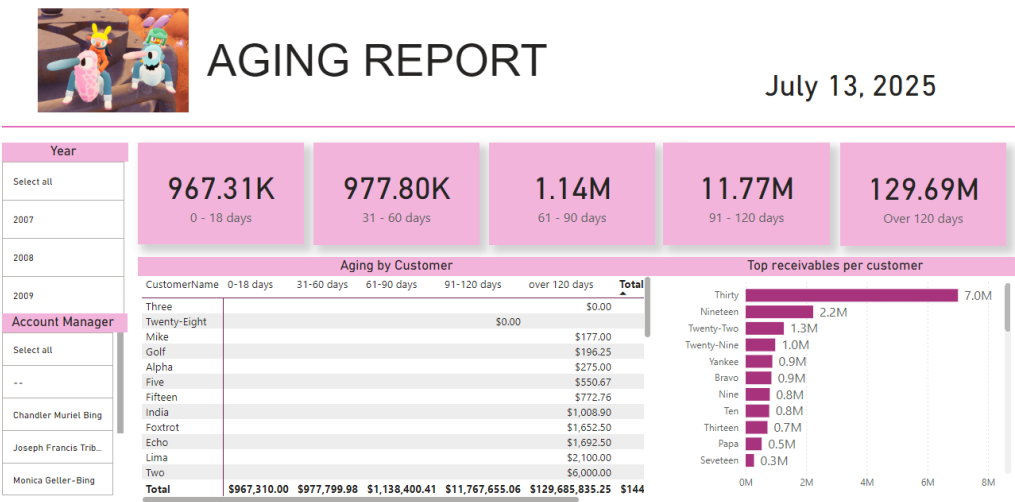 AGING REPORT
July 13, 2025
Year
Select all
2007
2008
2009
Account Manager
Select all
--
Chandler Muriel Bing
Joseph Francis Trib...
Monica Geller-Bing
967.31K
0 - 18 days
977.80K
31 - 60 days
1.14M
61 - 90 days
11.77M
91 - 120 days
129.69M
Over 120 days
Aging by Customer
CustomerName 0-18 days 31-60 days 61-90 days 91-120 days over 120 days Total
Three $0.00
Twenty-Eight $0.00
Mike $177.00
Golf $196.25
Alpha $275.00
Five $550.67
Fifteen $772.76
India $1,008.90
Foxtrot $1,652.50
Echo $1,692.50
Lima $2,100.00
Two $6,000.00
Total $967,310.00 $977,799.98 $1,138,400.41 $11,767,655.06 $129,685,835.25 $144
Top receivables per customer
Thirty 7.0M
Nineteen 2.2M
Twenty-Two 1.3M
Twenty-Nine 1.0M
Yankee 0.9M
Bravo 0.9M
Nine 0.8M
Ten 0.8M
Thirteen 0.7M
Papa 0.5M
Seveteen 0.3M
0M 2M 4M 6M 8M